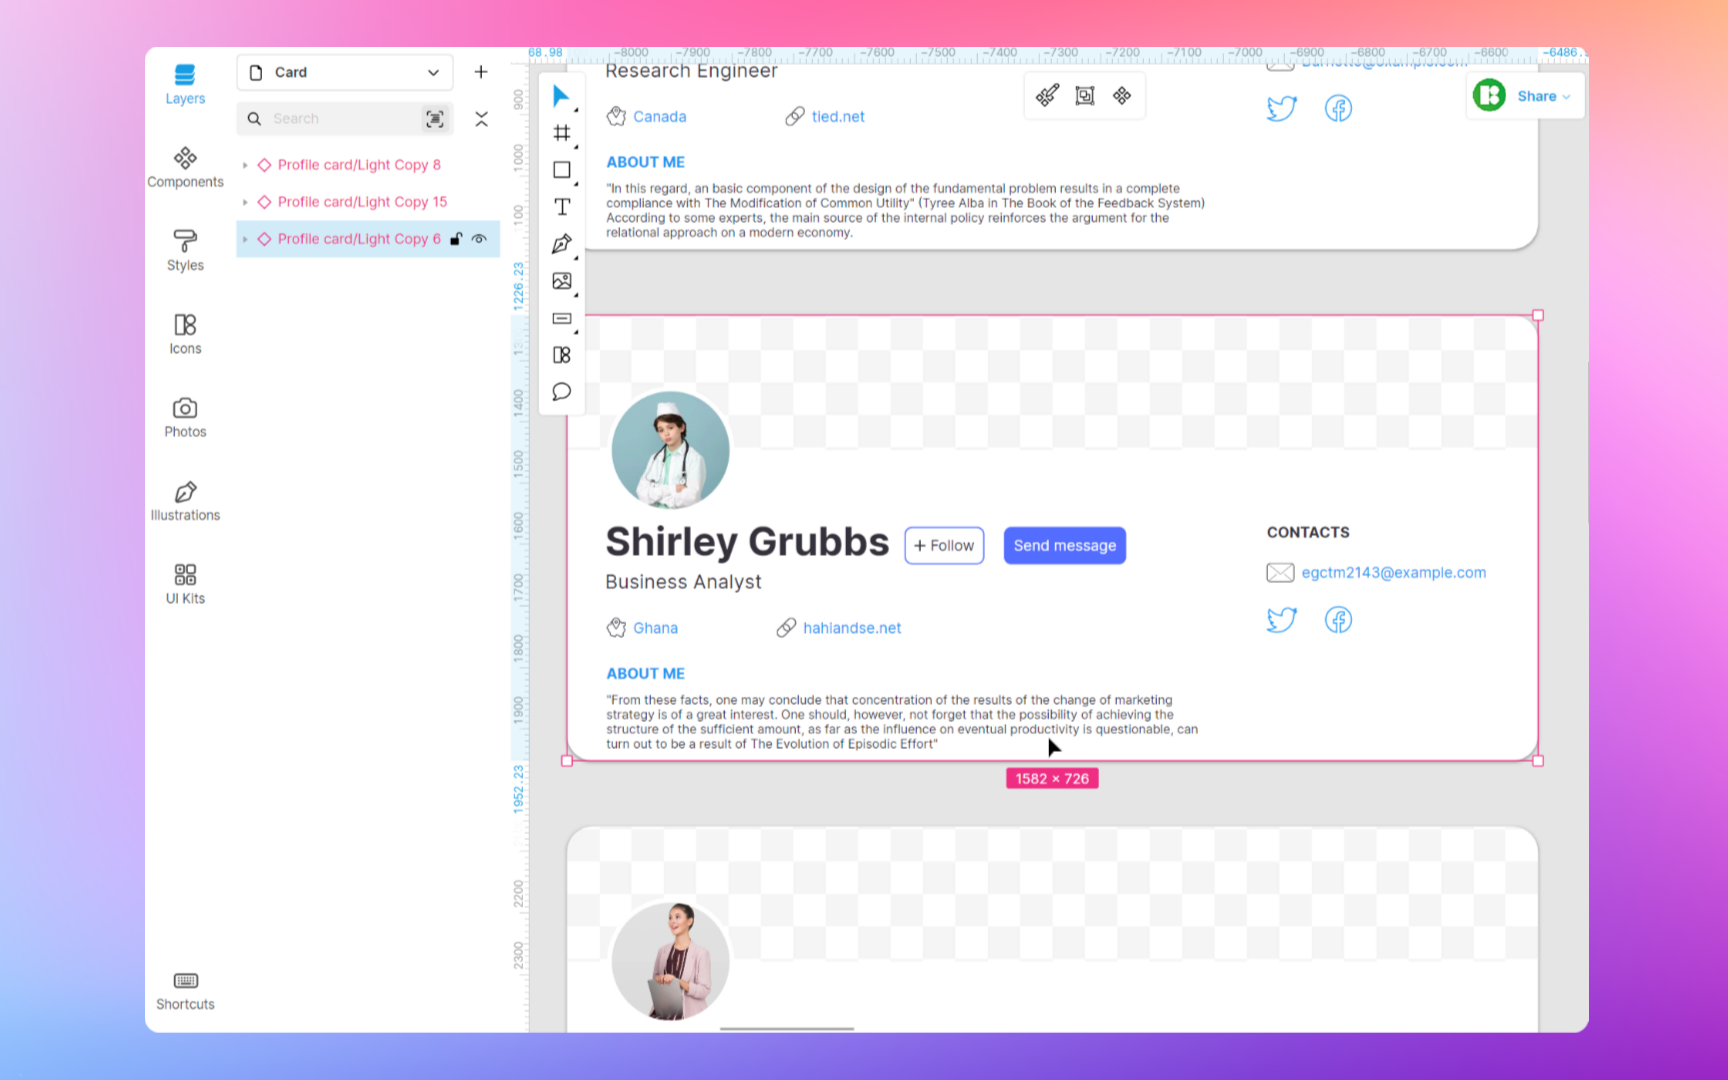 Layers
Components
Styles
Icons
Photos
Illustrations
UI Kits
Shortcuts
Card
Search
Profile card/Light Copy 8
Profile card/Light Copy 15
Profile card/Light Copy 6
68.98 -8000 -7900 -7800 -7700 -7600 -7500 -7400 -7300 -7200 -7100 -7000 -6900 -6800 -6700 -6600 -6486.
900
1000
1100
1226.23
1400
1500
1600
1700
1800
1900
1952.23
2200
2300
Share
Research Engineer
Canada tied.net
ABOUT ME
"In this regard, an basic component of the design of the fundamental problem results in a complete
compliance with The Modification of Common Utility" (Tyree Alba in The Book of the Feedback System)
According to some experts, the main source of the internal policy reinforces the argument for the
relational approach on a modern economy.
Shirley Grubbs
+ Follow
Send message
Business Analyst
Ghana hahlandse.net
CONTACTS
egctm2143@example.com
ABOUT ME
"From these facts, one may conclude that concentration of the results of the change of marketing
strategy is of a great interest. One should, however, not forget that the possibility of achieving the
structure of the sufficient amount, as far as the influence on eventual productivity is questionable, can
turn out to be a result of The Evolution of Episodic Effort"
1582 × 726